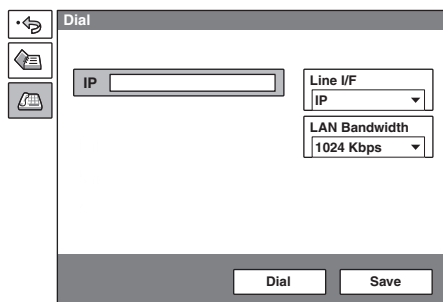 Dial
IP
Line I/F
IP
LAN Bandwidth
1024 Kbps
Dial
Save